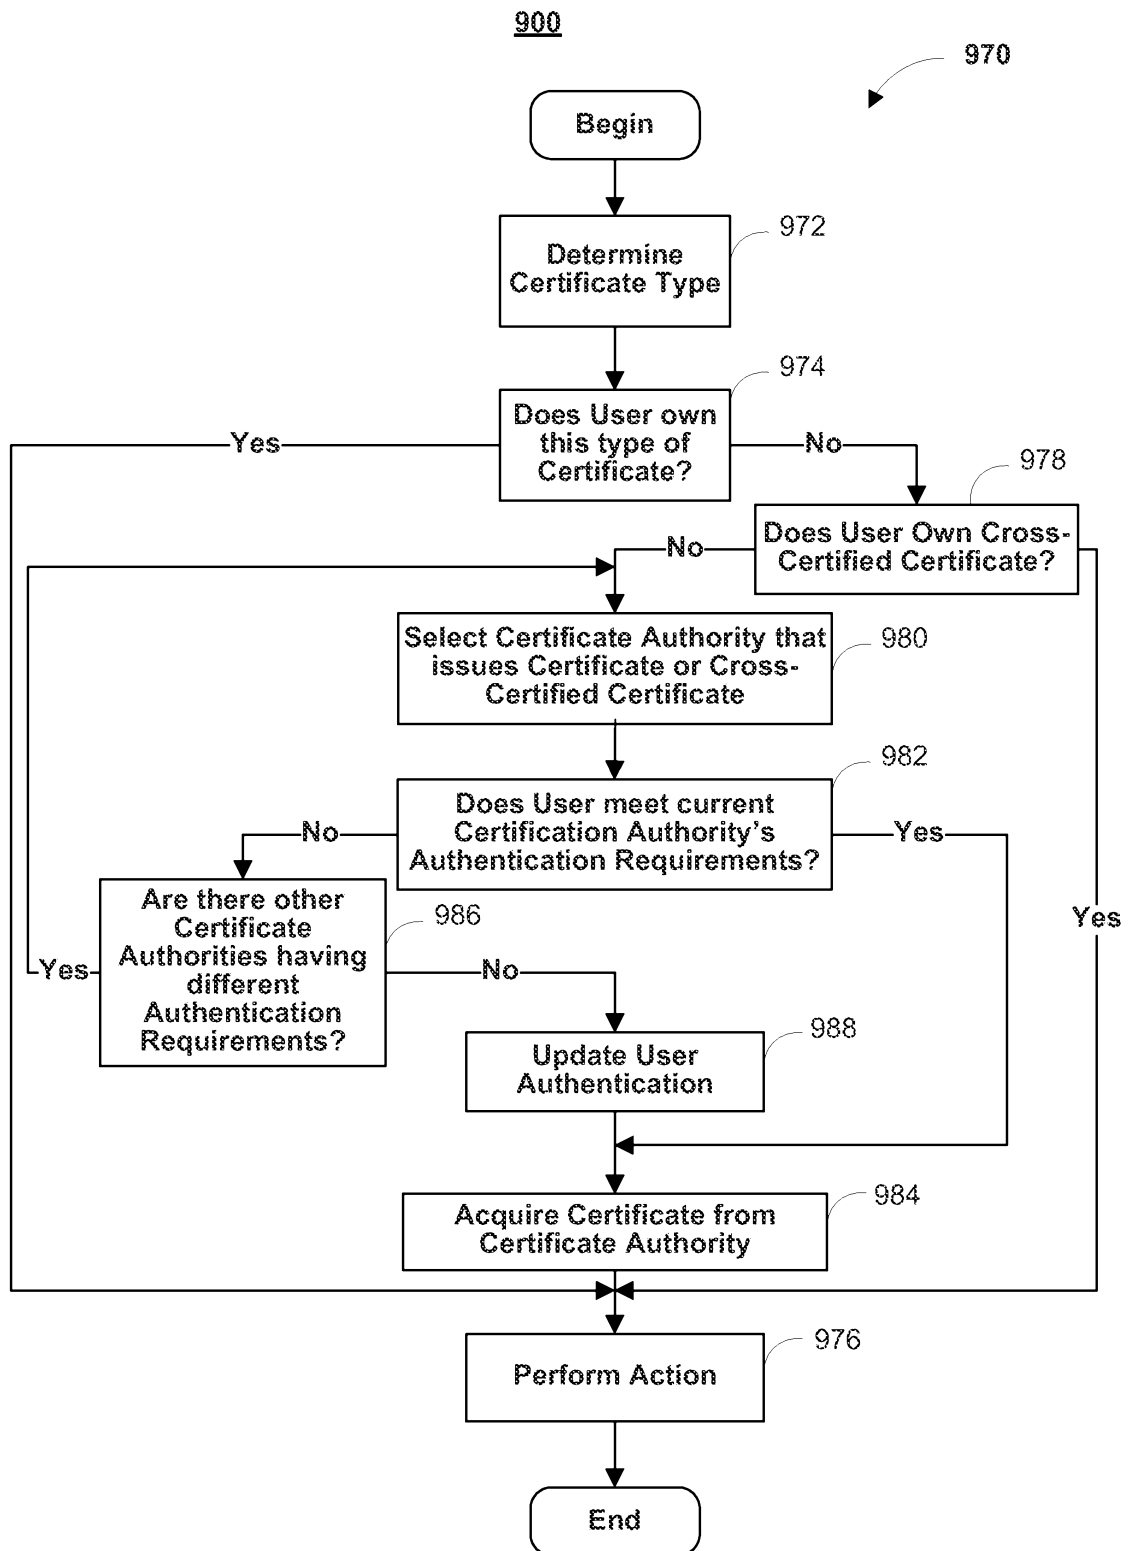 900
970
Begin
972
Determine
Certificate Type
974
Does User own
this type of
Certificate?
Yes
No
978
Does User Own Cross-
Certified Certificate?
No
980
Select Certificate Authority that
issues Certificate or Cross-
Certified Certificate
982
Does User meet current
Certification Authority's
Authentication Requirements?
No
Yes
Are there other
Certificate
Authorities having
different
Authentication
Requirements?
986
Yes
Yes
No
988
Update User
Authentication
984
Acquire Certificate from
Certificate Authority
976
Perform Action
End